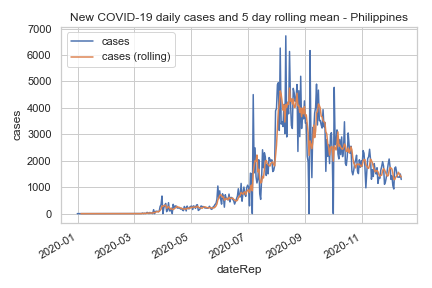 New COVID-19 daily cases and 5 day rolling mean - Philippines
cases
cases (rolling)
7000
6000
5000
4000
3000
2000
1000
0
cases
2020-01
2020-03
2020-05
2020-07
2020-09
2020-11
dateRep